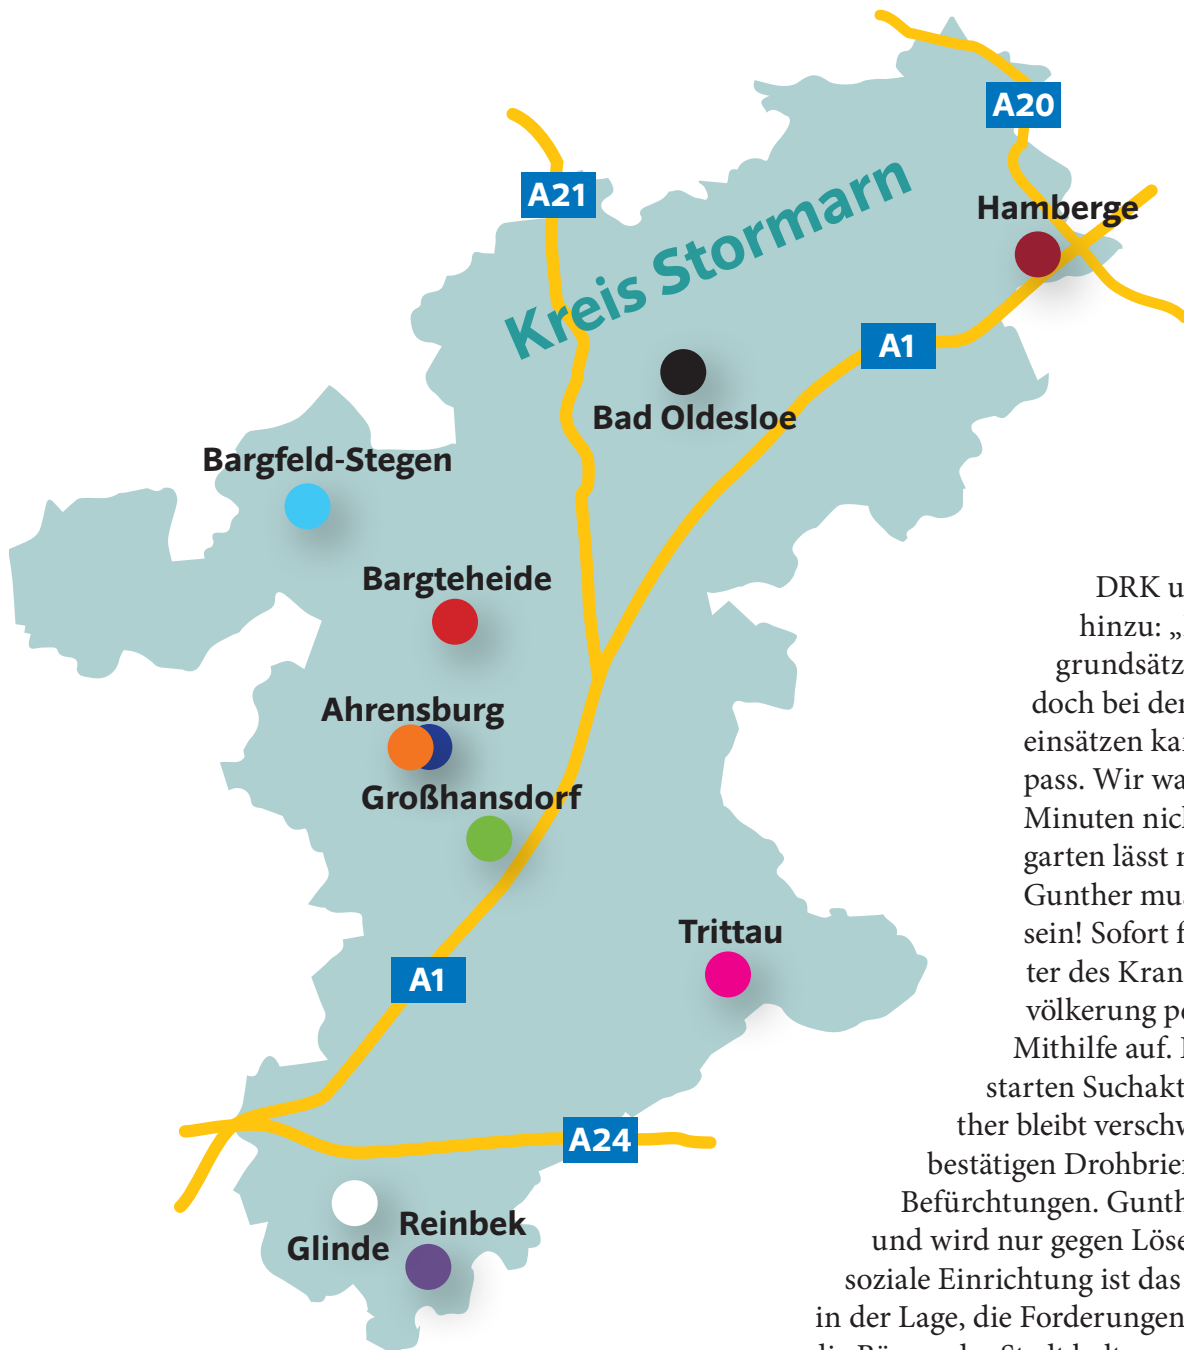 A20
A21
Kreis Stormarn
Hamberge
A1
Bad Oldesloe
Bargfeld-Stegen
Bargteheide
Ahrensburg
Großhansdorf
Trittau
A1
A24
Glinde
Reinbek
DRK u
hinzu: „
grundsätz
doch bei der
einsätzen ka
pass. Wir wa
Minuten nic
garten lässt
Gunther mu
sein! Sofort f
ter des Kran
völkerung p
Mithilfe auf.
starten Suchakt
ther bleibt verschw
bestätigen Drohbrie
Befürchtungen. Gunth
und wird nur gegen Löse
soziale Einrichtung ist das
in der Lage, die Forderungen